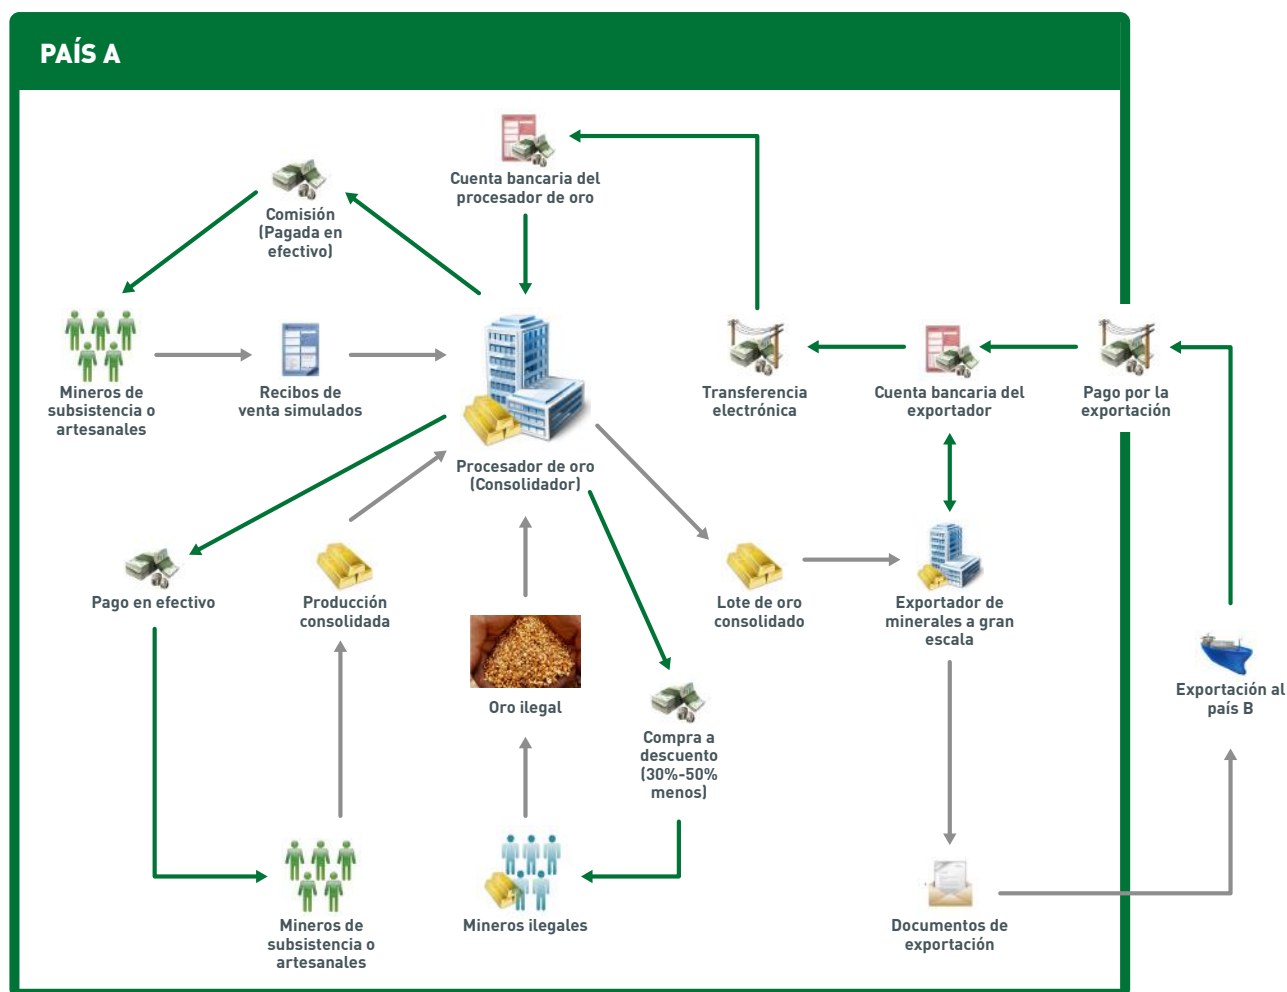 PAÍS A
Cuenta bancaria del
procesador de oro
Comisión
(Pagada en
efectivo)
Mineros de
subsistencia o
artesanales
Recibos de
venta simulados
Procesador de oro
(Consolidador)
Transferencia
electrónica
Cuenta bancaria del
exportador
Pago por la
exportación
Pago en efectivo
Producción
consolidada
Oro ilegal
Lote de oro
consolidado
Exportador de
minerales a gran
escala
Exportación al
país B
Compra a
descuento
(30%-50%
menos)
Mineros de
subsistencia o
artesanales
Mineros ilegales
Documentos de
exportación